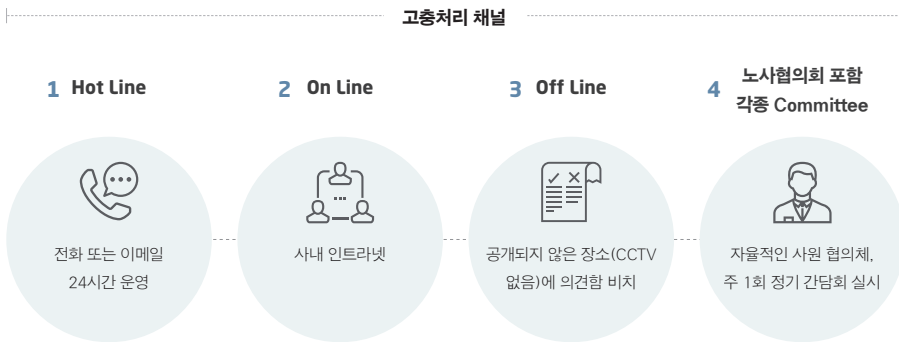 고충처리 채널
1 Hot Line
전화 또는 이메일
24시간 운영
2 On Line
사내 인트라넷
3 Off Line
공개되지 않은 장소(CCTV
없음)에 의견함 비치
4 노사협의회 포함
각종 Committee
자율적인 사원 협의체,
주 1회 정기 간담회 실시